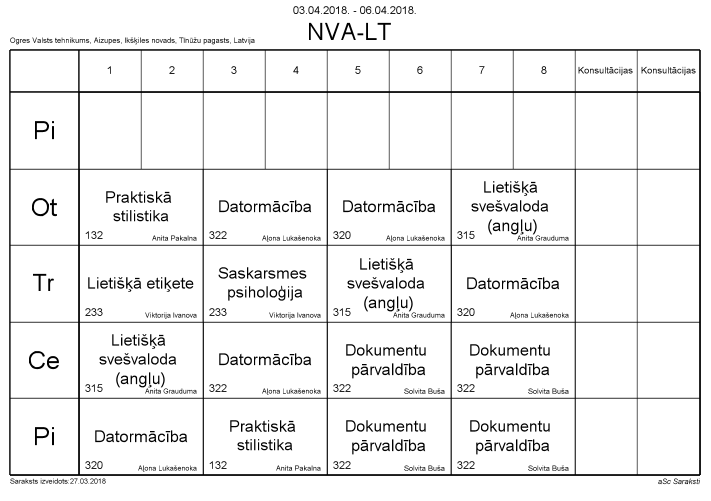 03.04.2018. - 06.04.2018.
NVA-LT
Ogres Valsts tehnikums, Aizupes, Ikšķiles novads, Tīnūžu pagasts, Latvija
1 2 3 4 5 6 7 8 Konsultācijas Konsultācijas
Pi
Ot
Praktiskā
stilistika
132 Anita Pakalna
Datormācība
322 Aļona Lukašenoka
Datormācība
320 Aļona Lukašenoka
Lietišķā
svešvaloda
(angļu)
315 Anita Grauduma
Tr
Lietišķā etiķete
233 Viktorija Ivanova
Saskarsmes
psiholoģija
233 Viktorija Ivanova
Lietišķā
svešvaloda
(angļu)
315 Anita Grauduma
Datormācība
320 Aļona Lukašenoka
Ce
Lietišķā
svešvaloda
(angļu)
315 Anita Grauduma
Datormācība
322 Aļona Lukašenoka
Dokumentu
pārvaldība
322 Solvita Buša
Dokumentu
pārvaldība
322 Solvita Buša
Pi
Datormācība
320 Aļona Lukašenoka
Praktiskā
stilistika
132 Anita Pakalna
Dokumentu
pārvaldība
322 Solvita Buša
Dokumentu
pārvaldība
322 Solvita Buša
Saraksts izveidots:27.03.2018
aSc Saraksti